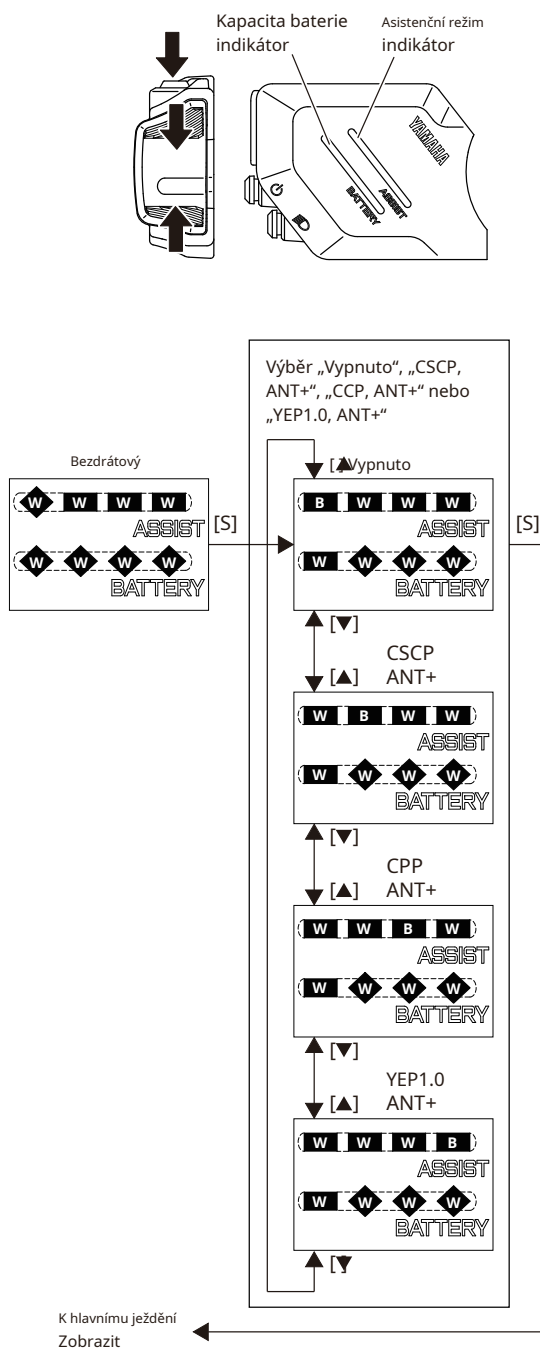 Kapacita baterie
indikátor
Asistenční režim
indikátor
YAMAHA
BATTERY
ASSIST
Výběr „Vypnuto“, „CSCP,
ANT+“, „CCP, ANT+“ nebo
„YEP1.0, ANT+“
Bezdrátový
W W W W
ASSIST
W W W W
BATTERY
[S]
[▲] Vypnuto
B W W W
ASSIST
W W W W
BATTERY
[S]
[▼]
CSCP
[▲] ANT+
W B W W
ASSIST
W W W W
BATTERY
[▼]
CPP
[▲] ANT+
W W B W
ASSIST
W W W W
BATTERY
[▼]
YEP1.0
[▲] ANT+
W W W B
ASSIST
W W W W
BATTERY
[▼]
K hlavnímu ježdění
Zobrazit